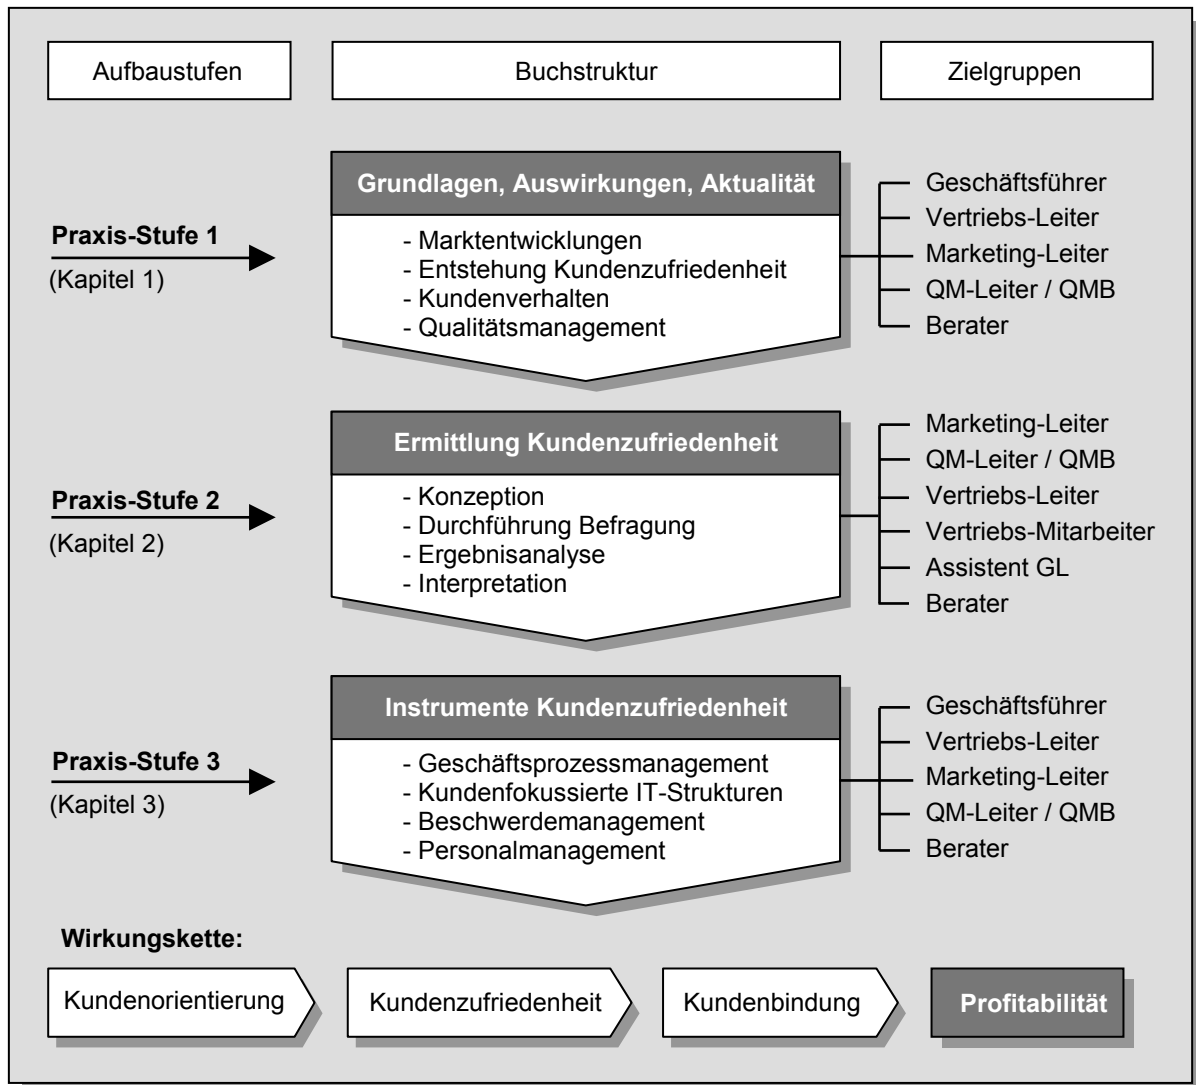 Aufbaustufen
Buchstruktur
Zielgruppen
Praxis-Stufe 1
(Kapitel 1)
Grundlagen, Auswirkungen, Aktualität
- Marktentwicklungen
- Entstehung Kundenzufriedenheit
- Kundenverhalten
- Qualitätsmanagement
Geschäftsführer
Vertriebs-Leiter
Marketing-Leiter
QM-Leiter / QMB
Berater
Praxis-Stufe 2
(Kapitel 2)
Ermittlung Kundenzufriedenheit
- Konzeption
- Durchführung Befragung
- Ergebnisanalyse
- Interpretation
Marketing-Leiter
QM-Leiter / QMB
Vertriebs-Leiter
Vertriebs-Mitarbeiter
Assistent GL
Berater
Praxis-Stufe 3
(Kapitel 3)
Instrumente Kundenzufriedenheit
- Geschäftsprozessmanagement
- Kundenfokussierte IT-Strukturen
- Beschwerdemanagement
- Personalmanagement
Geschäftsführer
Vertriebs-Leiter
Marketing-Leiter
QM-Leiter / QMB
Berater
Wirkungskette:
Kundenorientierung
Kundenzufriedenheit
Kundenbindung
Profitabilität